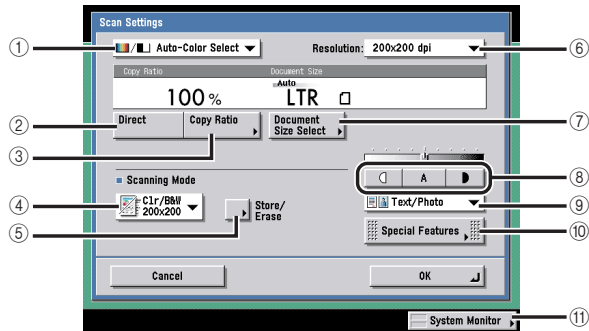 Scan Settings
① Auto-Color Select Resolution: 200x200 dpi ⑥
Copy Ratio Document Size
Auto
100 % LTR
② Direct Copy Ratio Document Size Select ⑦
③
Scanning Mode
A ⑧
④ Clr/B&W 200x200 Store/Erase Text/Photo ⑨
⑤ Special Features ⑩
Cancel OK
System Monitor ⑪